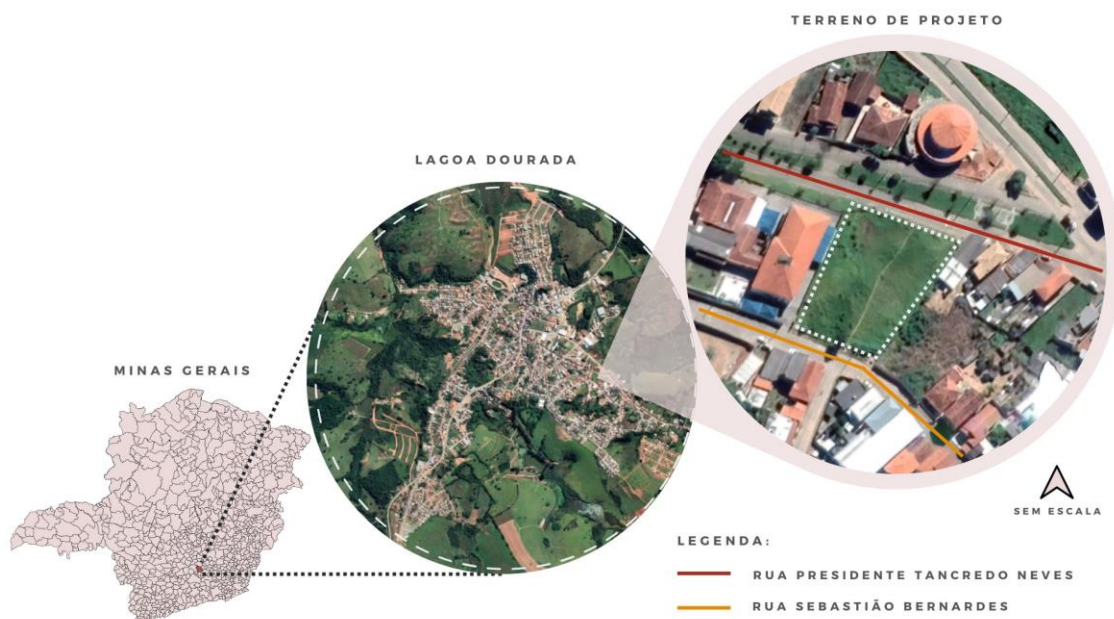 TERRENO DE PROJETO
LAGOA DOURADA
MINAS GERAIS
SEM ESCALA
LEGENDA:
RUA PRESIDENTE TANCREDO NEVES
RUA SEBASTIÃO BERNARDES